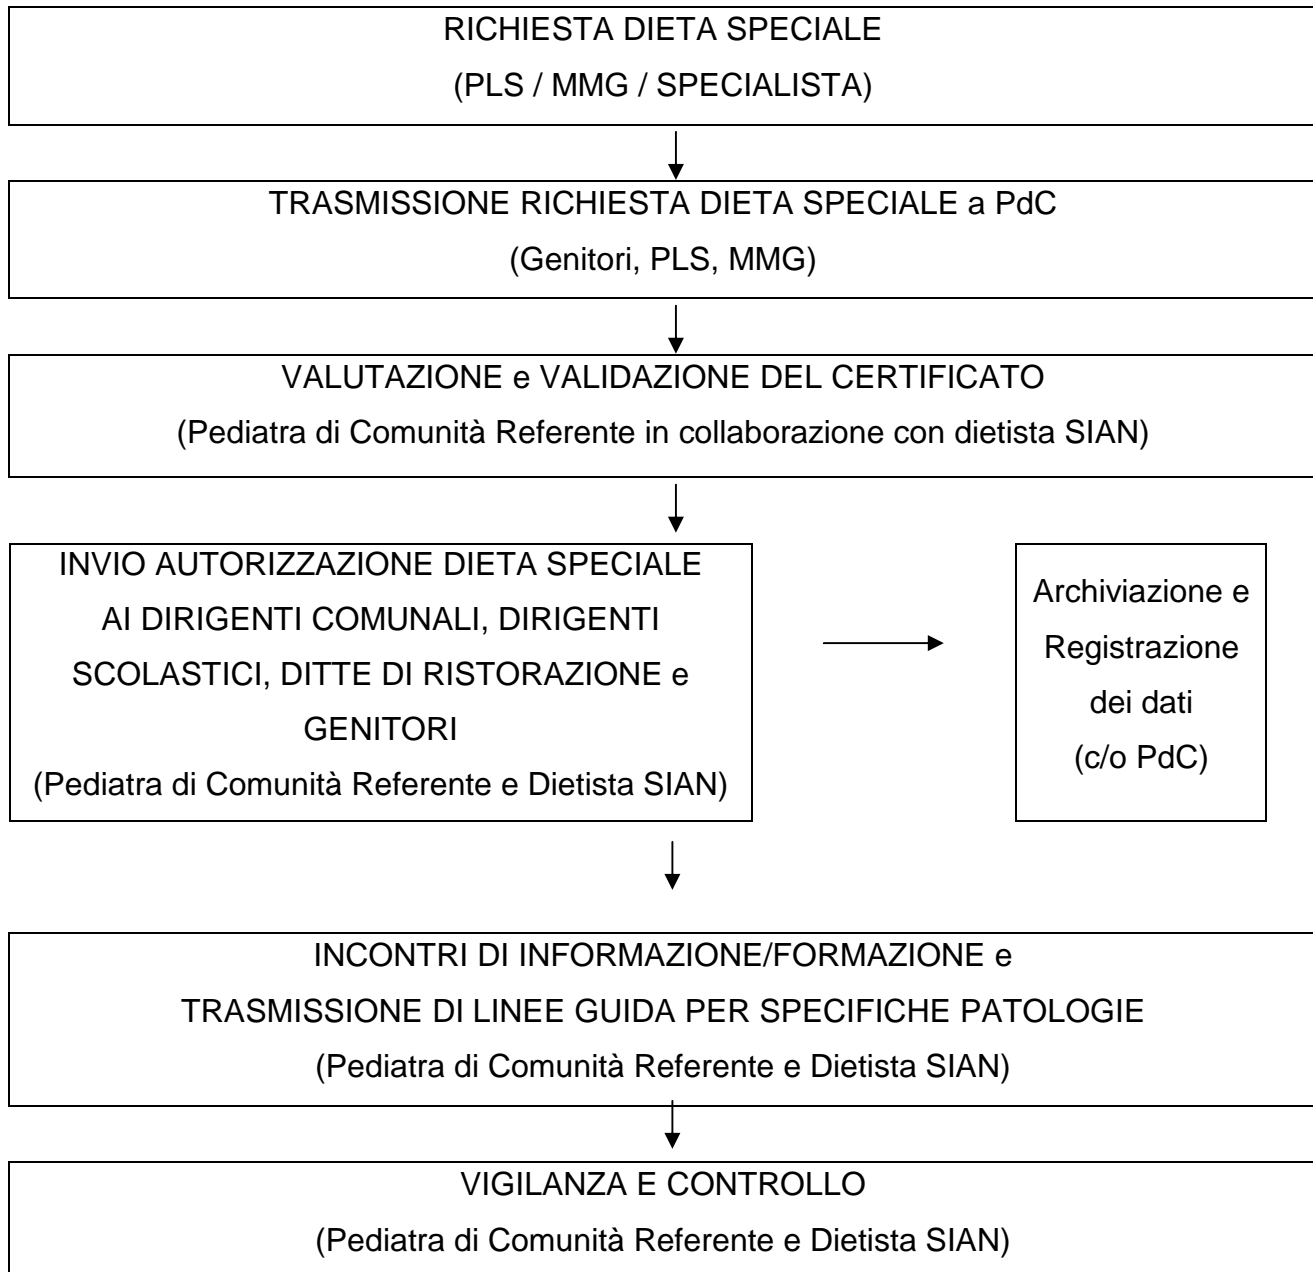 RICHIESTA DIETA SPECIALE
(PLS / MMG / SPECIALISTA)
TRASMISSIONE RICHIESTA DIETA SPECIALE a PdC
(Genitori, PLS, MMG)
VALUTAZIONE e VALIDAZIONE DEL CERTIFICATO
(Pediatra di Comunità Referente in collaborazione con dietista SIAN)
INVIO AUTORIZZAZIONE DIETA SPECIALE
AI DIRIGENTI COMUNALI, DIRIGENTI
SCOLASTICI, DITTE DI RISTORAZIONE e
GENITORI
(Pediatra di Comunità Referente e Dietista SIAN)
Archiviazione e
Registrazione
dei dati
(c/o PdC)
INCONTRI DI INFORMAZIONE/FORMAZIONE e
TRASMISSIONE DI LINEE GUIDA PER SPECIFICHE PATOLOGIE
(Pediatra di Comunità Referente e Dietista SIAN)
VIGILANZA E CONTROLLO
(Pediatra di Comunità Referente e Dietista SIAN)